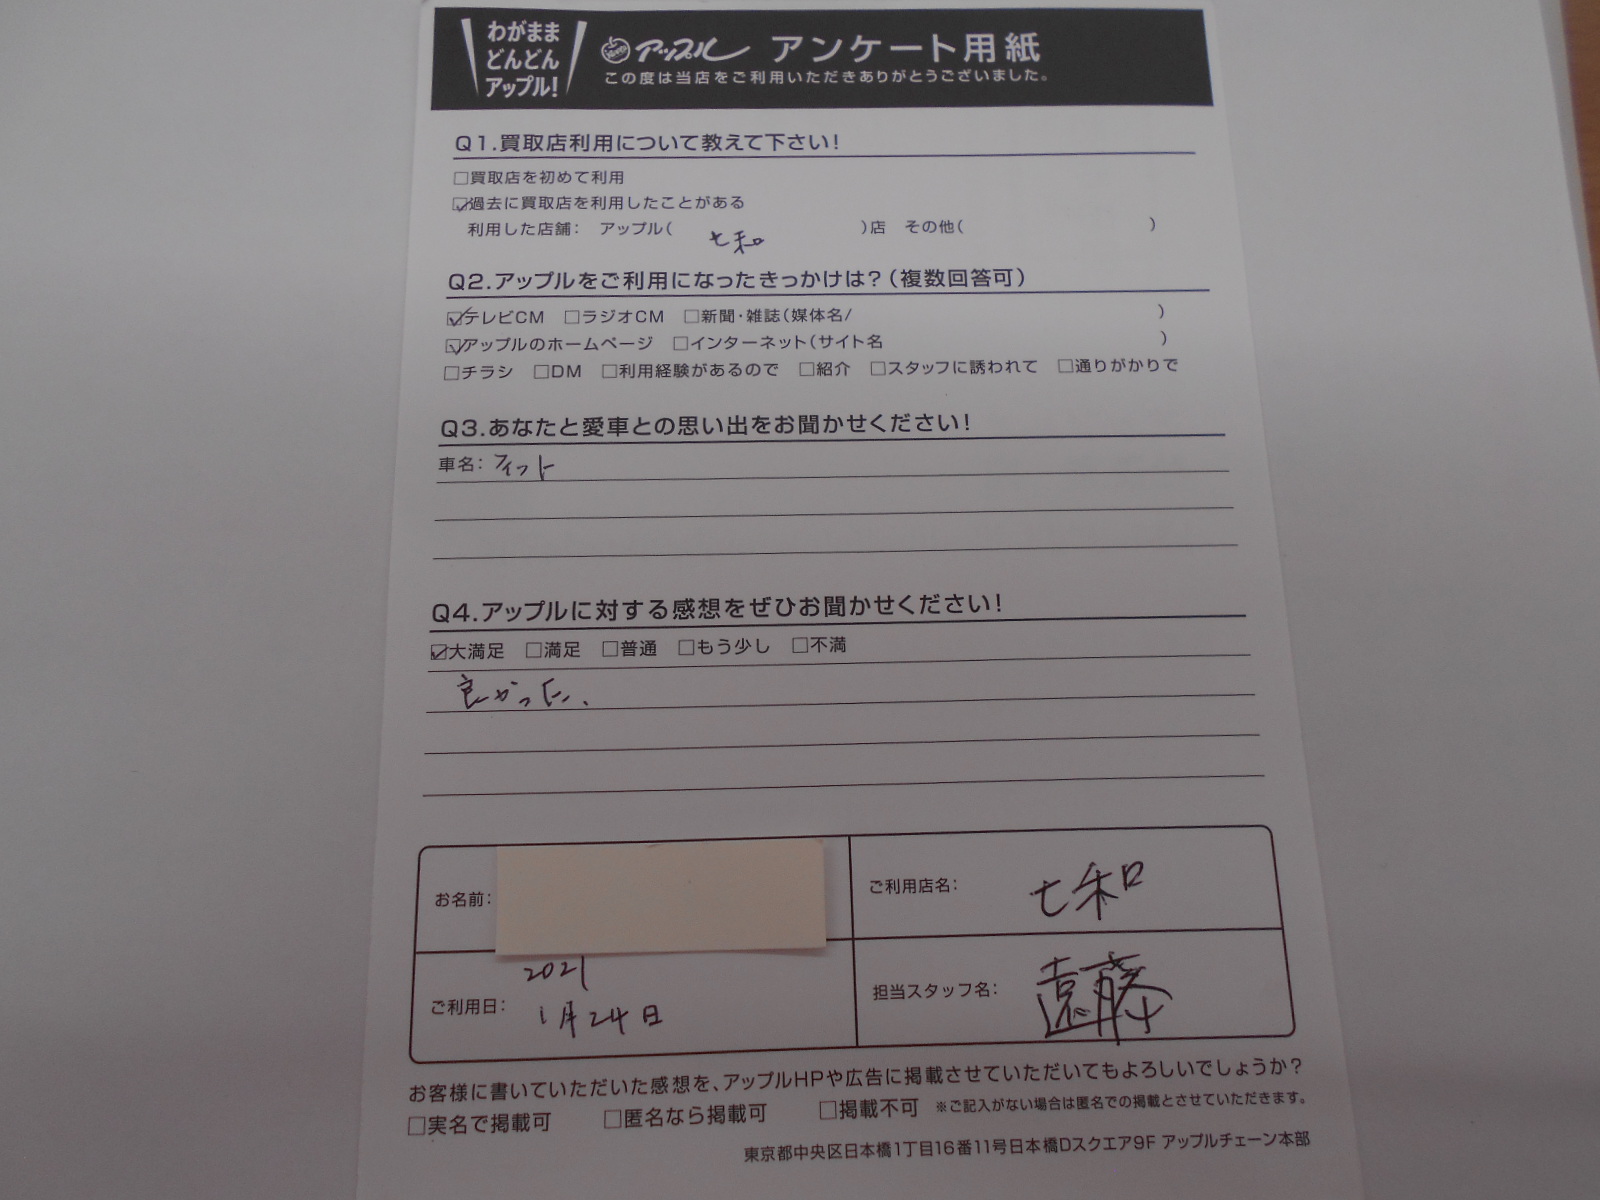 わがまま
どんどん
アップル!
アップル アンケート用紙
この度は当店をご利用いただきありがとうございました。
Q1.買取店利用について教えて下さい!
□買取店を初めて利用
☑過去に買取店を利用したことがある
利用した店舗: アップル( 七和 )店 その他( )
Q2.アップルをご利用になったきっかけは?(複数回答可)
☑テレビCM □ラジオCM □新聞・雑誌(媒体名/ )
☑アップルのホームページ □インターネット(サイト名 )
□チラシ □DM □利用経験があるので □紹介 □スタッフに誘われて □通りがかりで
Q3.あなたと愛車との思い出をお聞かせください!
車名: フィット
Q4.アップルに対する感想をぜひお聞かせください!
☑大満足 □満足 □普通 □もう少し □不満
良かった、
お名前:
ご利用店名: 七和
ご利用日: 2021
1月24日
担当スタッフ名: 遠藤
お客様に書いていただいた感想を、アップルHPや広告に掲載させていただいてもよろしいでしょうか?
□実名で掲載可 □匿名なら掲載可 □掲載不可 ※ご記入がない場合は匿名での掲載とさせていただきます。
東京都中央区日本橋1丁目16番11号日本橋Dスクエア9F アップルチェーン本部